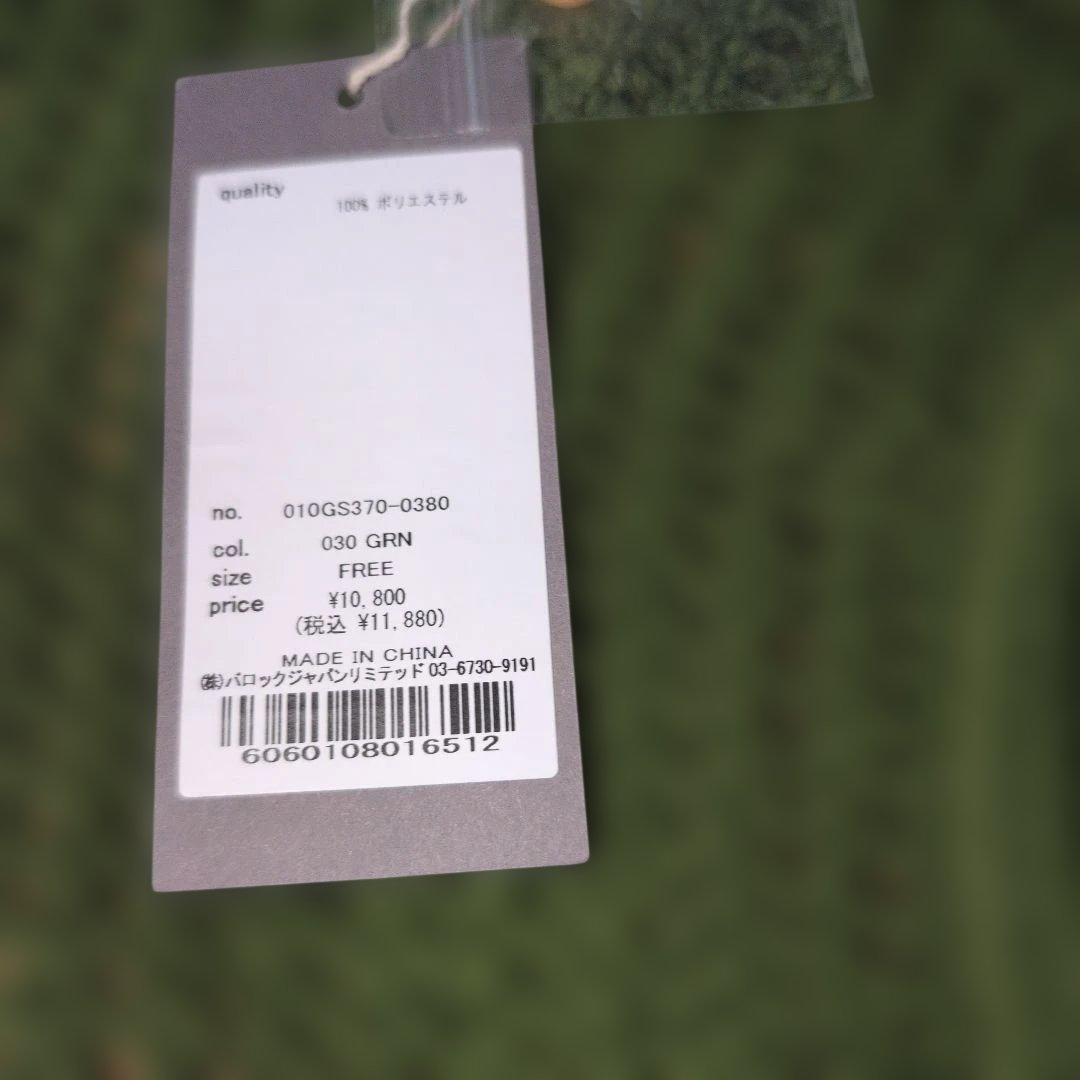 quality
100% ポリエステル
no. 010GS370-0380
col. 030 GRN
size FREE
price ¥10,800
(税込 ¥11,880)
MADE IN CHINA
㈱バロックジャパンリミテッド 03-6730-9191
6060108016512